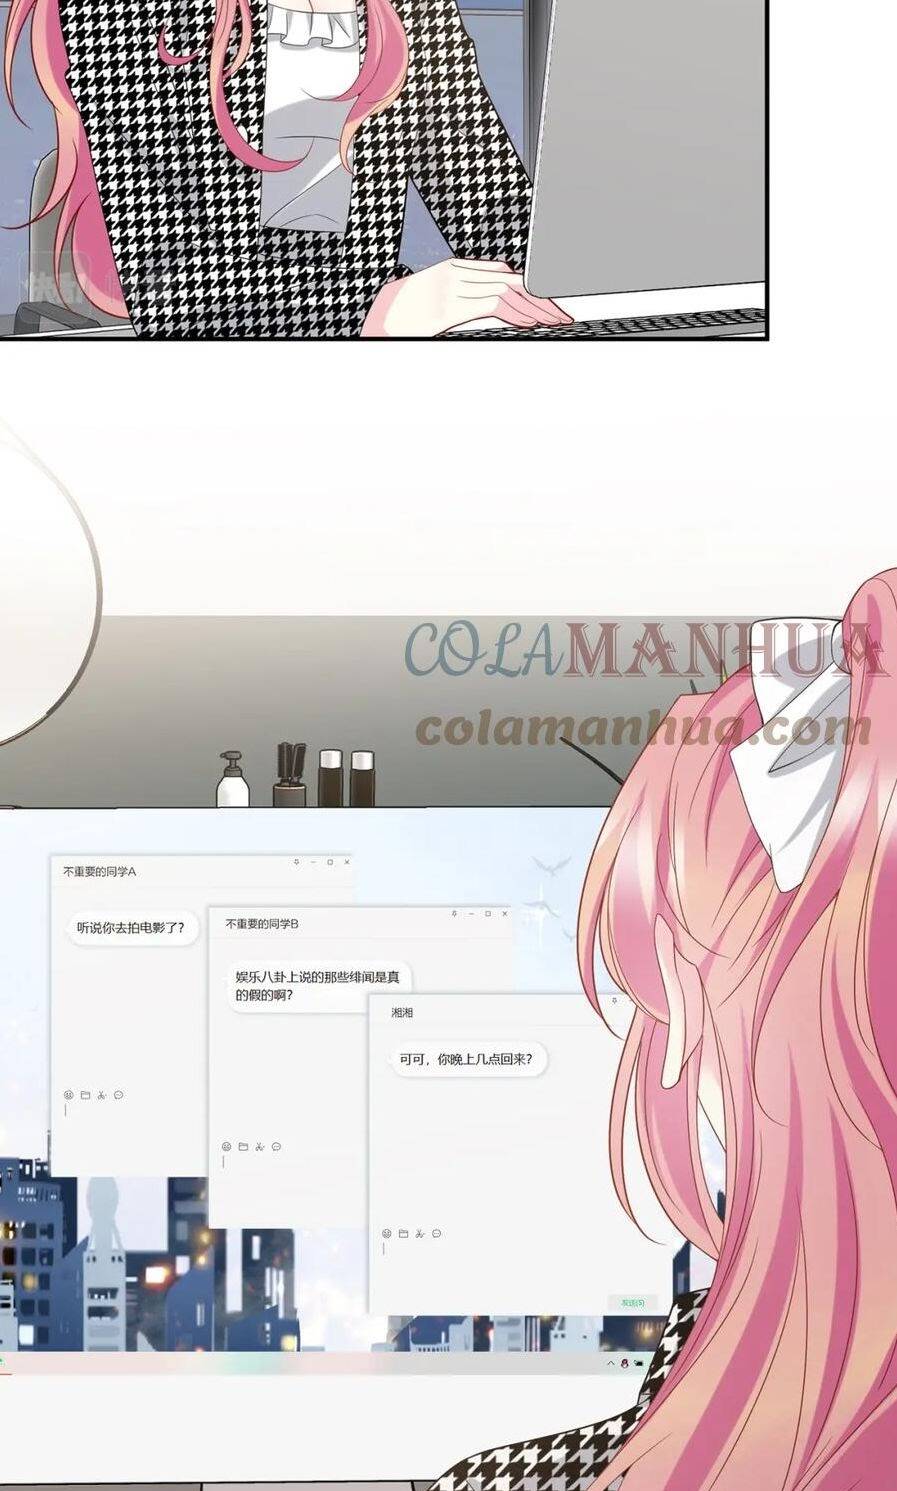 COLAMANHUA
colamanhua.com
不重要的同学A
听说你去拍电影了?
不重要的同学B
娱乐八卦上说的那些绯闻是真
的假的啊?
湘湘
可可，你晚上几点回来?
发送(S)